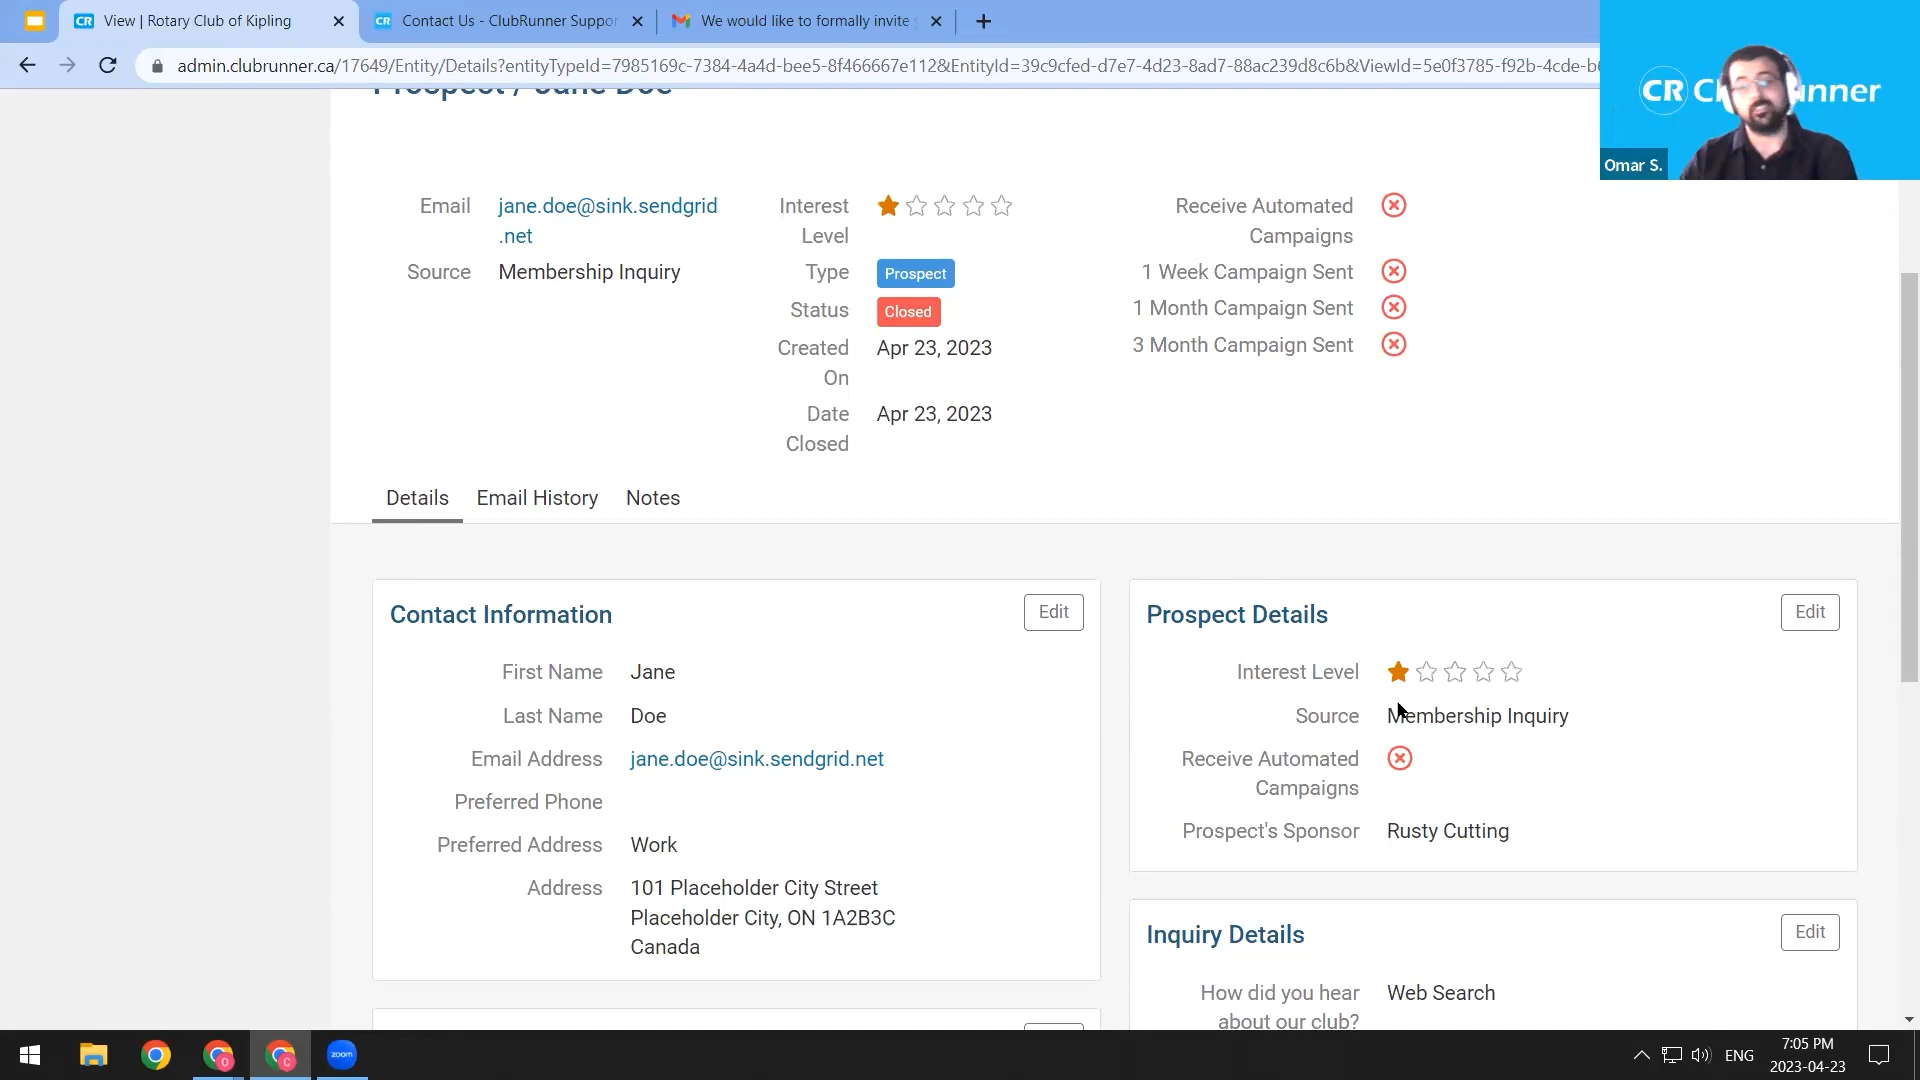 View | Rotary Club of Kipling
Contact Us - ClubRunner Suppor
We would like to formally invite
admin.clubrunner.ca/17649/Entity/Details?entityTypeId=7985169c-7384-4a4d-bee5-8f466667e112&EntityId=39c9cfed-d7e7-4d23-8ad7-88ac239d8c6b&ViewId=5e0f3785-f92b-4cde-b
CR
Omar S.
Prospect / Jane Doe
Email jane.doe@sink.sendgrid
.net
Source Membership Inquiry
Interest
Level
Type Prospect
Status Closed
Created Apr 23, 2023
On
Date Apr 23, 2023
Closed
Receive Automated
Campaigns
1 Week Campaign Sent
1 Month Campaign Sent
3 Month Campaign Sent
Details Email History Notes
Contact Information Edit
First Name Jane
Last Name Doe
Email Address jane.doe@sink.sendgrid.net
Preferred Phone
Preferred Address Work
Address 101 Placeholder City Street
Placeholder City, ON 1A2B3C
Canada
Prospect Details Edit
Interest Level
Source Membership Inquiry
Receive Automated
Campaigns
Prospect's Sponsor Rusty Cutting
Inquiry Details Edit
How did you hear Web Search
about our club?
zoom
ENG
7:05 PM
2023-04-23